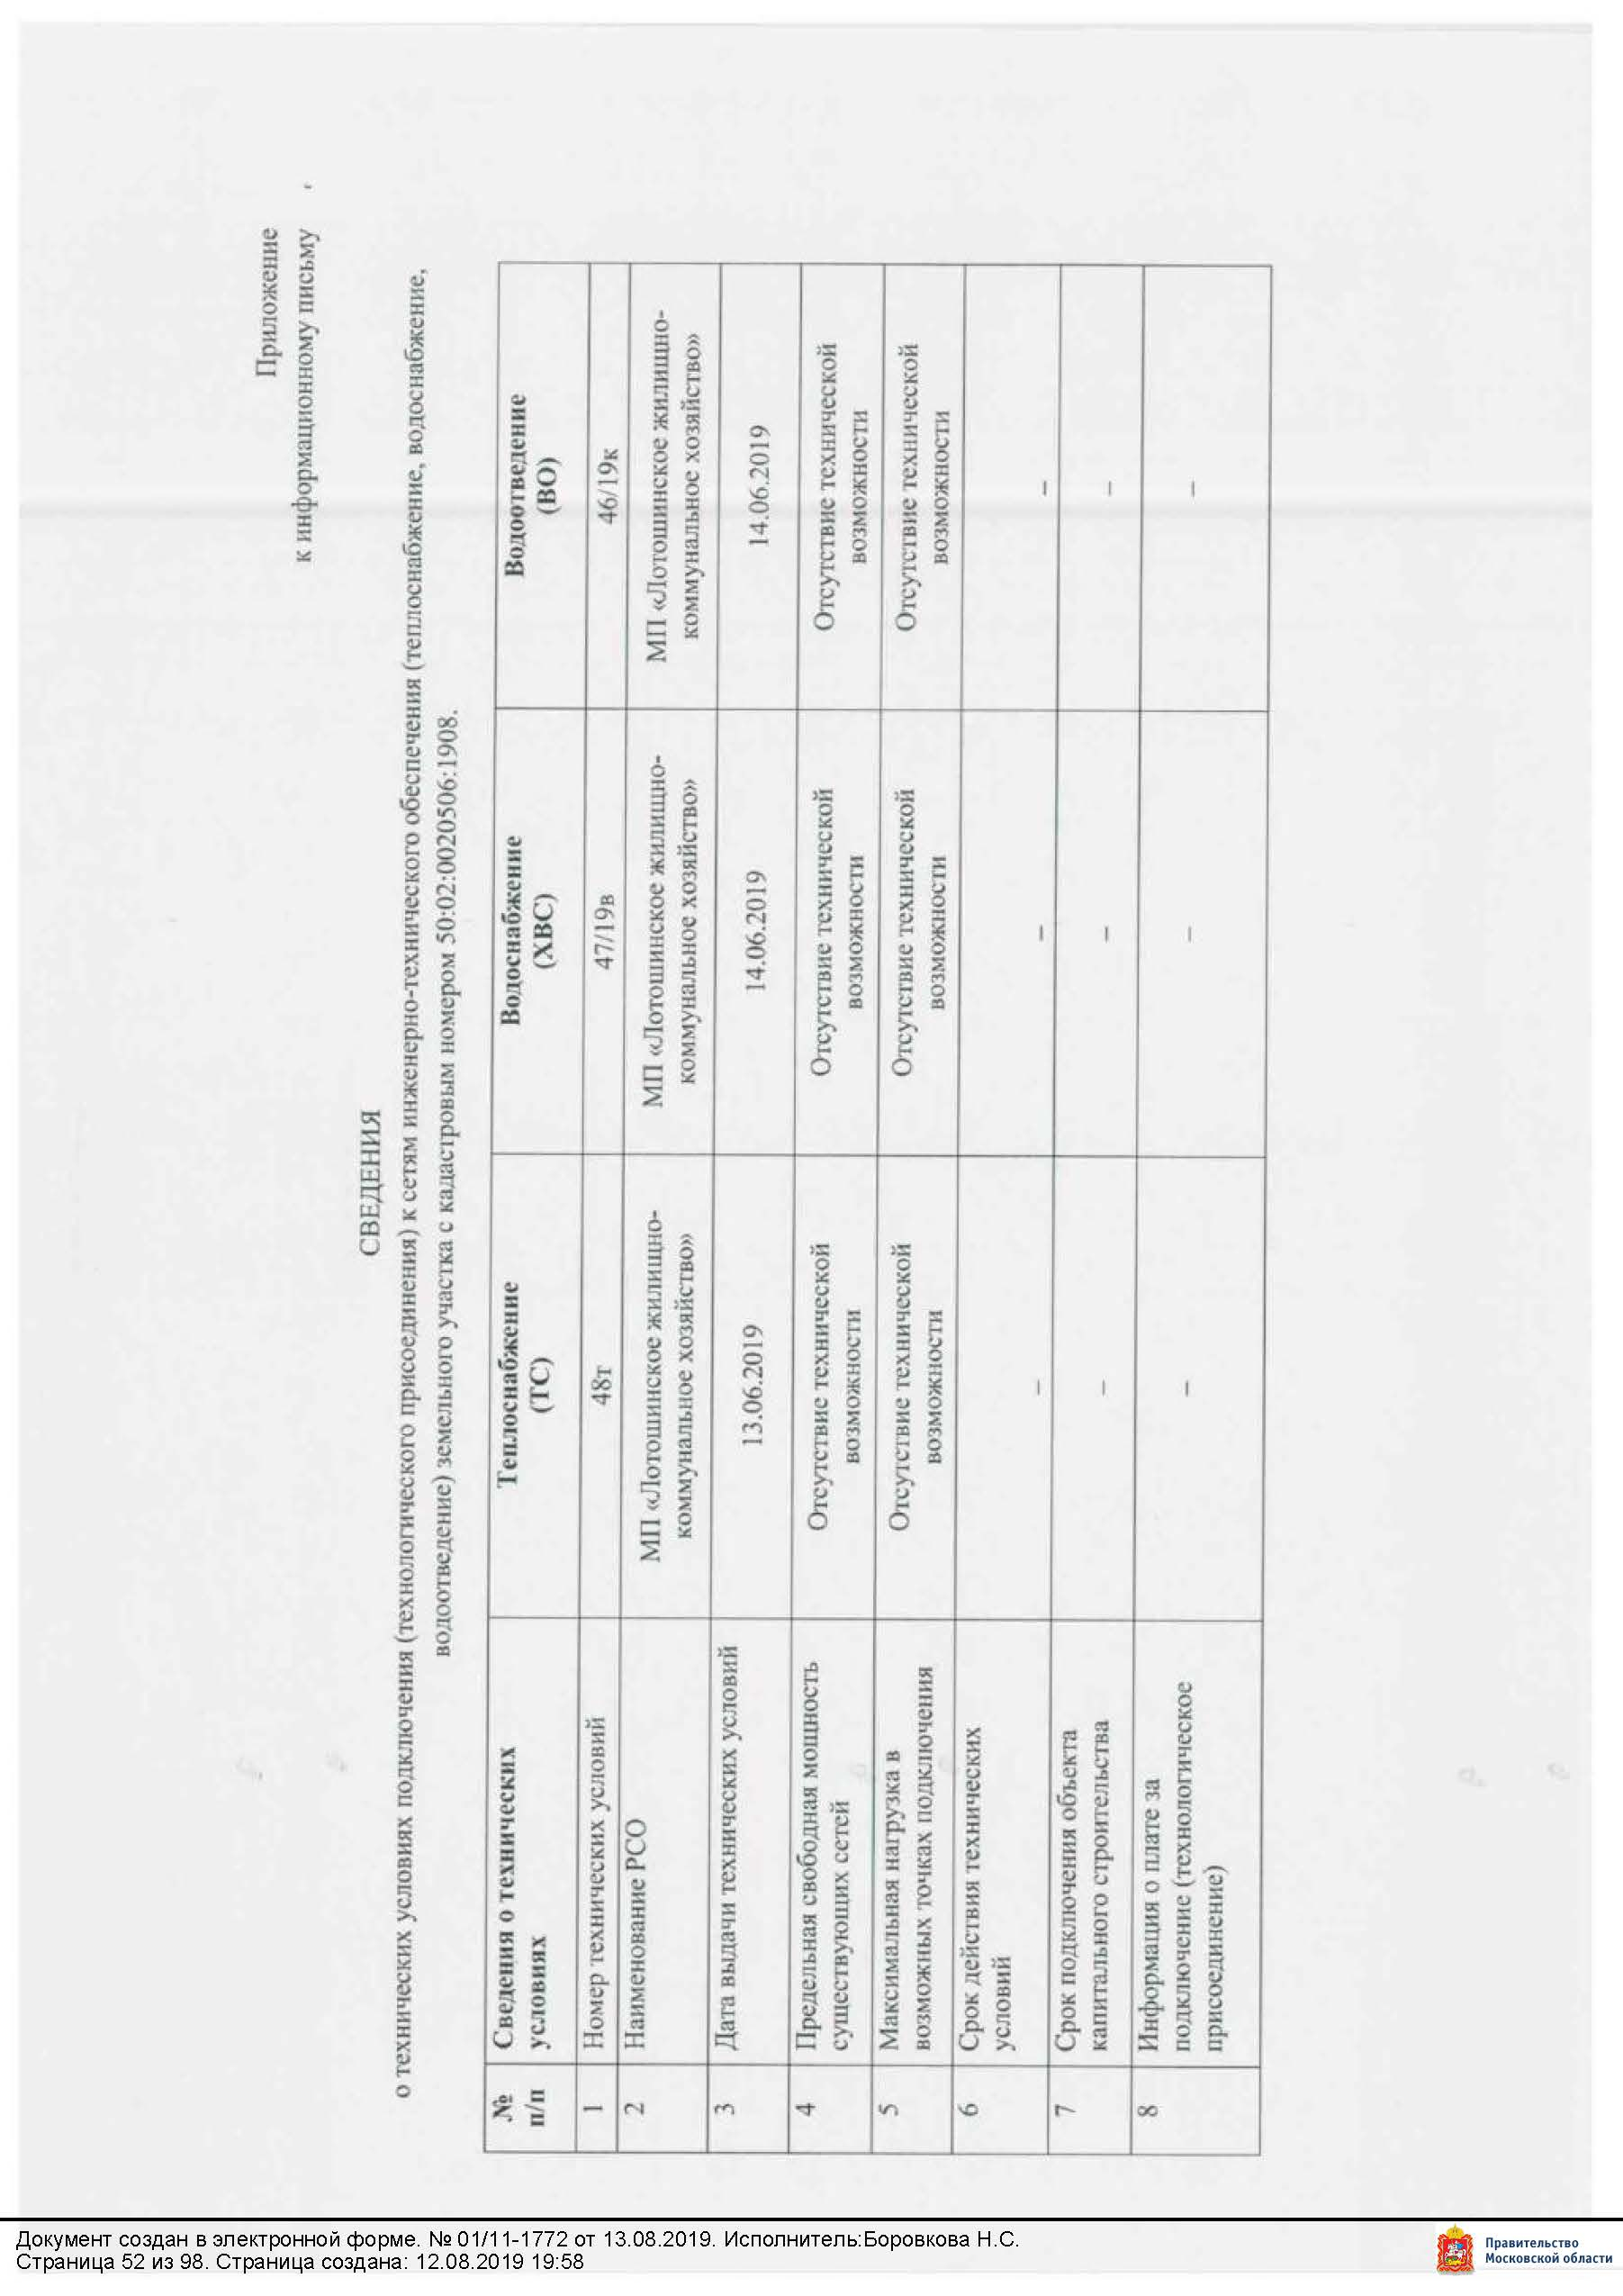 Приложение
к информационному письму
СВЕДЕНИЯ
о технических условиях подключения (технологического присоединения) к сетям инженерно-технического обеспечения (теплоснабжение, водоснабжение,
водоотведение) земельного участка с кадастровым номером 50:02:0020506:1908.
№ п/п Сведения о технических условиях Теплоснабжение (ТС) Водоснабжение (ХВС) Водоотведение (ВО)
1 Номер технических условий 48т 47/19в 46/19к
2 Наименование РСО МП «Лотошинское жилищно-коммунальное хозяйство» МП «Лотошинское жилищно-коммунальное хозяйство» МП «Лотошинское жилищно-коммунальное хозяйство»
3 Дата выдачи технических условий 13.06.2019 14.06.2019 14.06.2019
4 Предельная свободная мощность существующих сетей Отсутствие технической возможности Отсутствие технической возможности Отсутствие технической возможности
5 Максимальная нагрузка в возможных точках подключения Отсутствие технической возможности Отсутствие технической возможности Отсутствие технической возможности
6 Срок действия технических условий – – –
7 Срок подключения объекта капитального строительства – – –
8 Информация о плате за подключение (технологическое присоединение) – – –
Документ создан в электронной форме. № 01/11-1772 от 13.08.2019. Исполнитель:Боровкова Н.С.
Страница 52 из 98. Страница создана: 12.08.2019 19:58
Правительство
Московской области